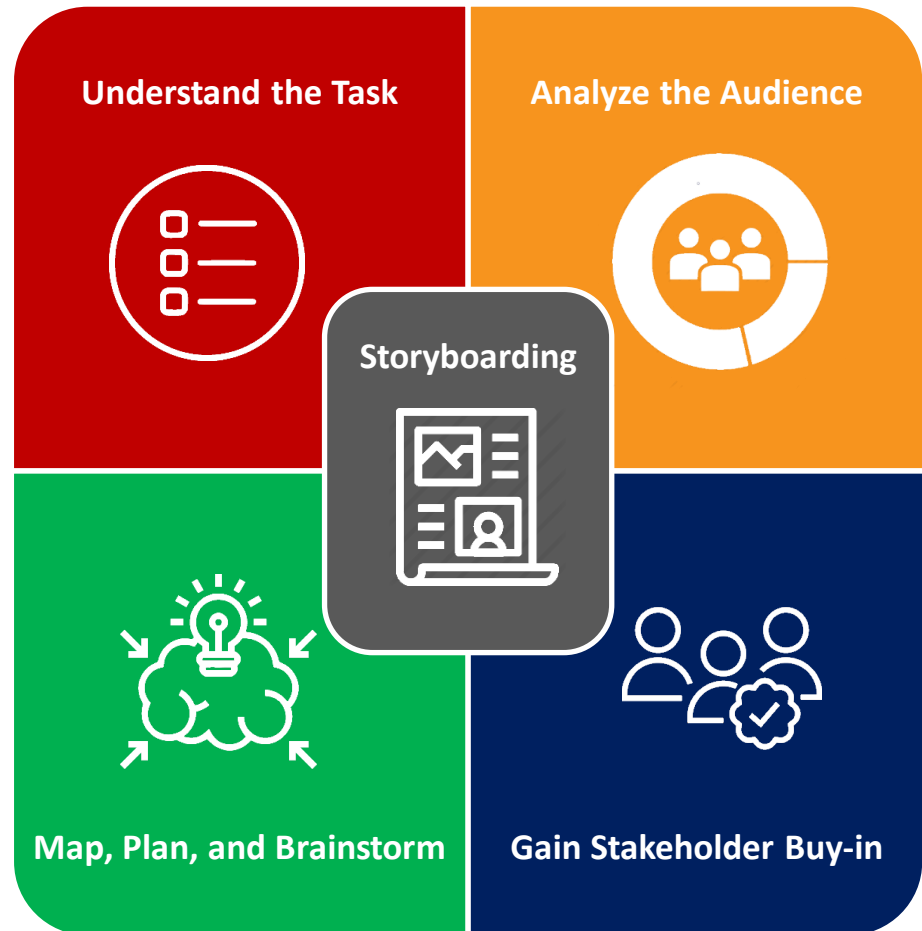 Understand the Task
Analyze the Audience
Storyboarding
Map, Plan, and Brainstorm
Gain Stakeholder Buy-in